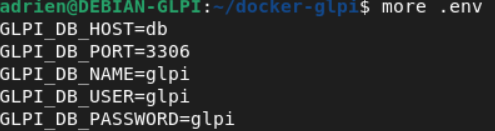 adrien@DEBIAN-GLPI:~/docker-glpi$ more .env
GLPI_DB_HOST=db
GLPI_DB_PORT=3306
GLPI_DB_NAME=glpi
GLPI_DB_USER=glpi
GLPI_DB_PASSWORD=glpi